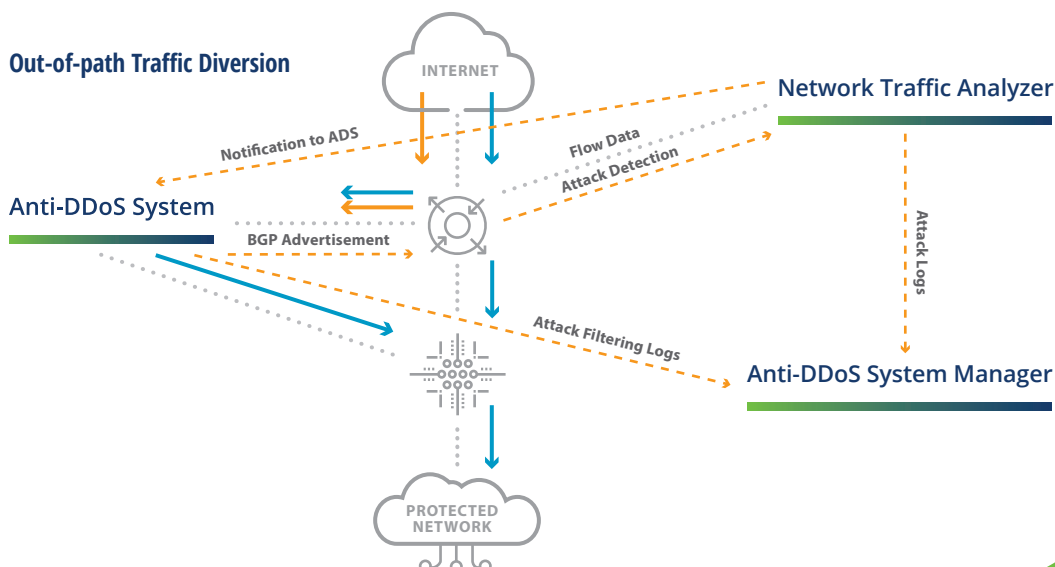 Out-of-path Traffic Diversion
INTERNET
Network Traffic Analyzer
Notification to ADS
Flow Data
Attack Detection
Anti-DDoS System
BGP Advertisement
Attack Logs
Attack Filtering Logs
Anti-DDoS System Manager
PROTECTED
NETWORK